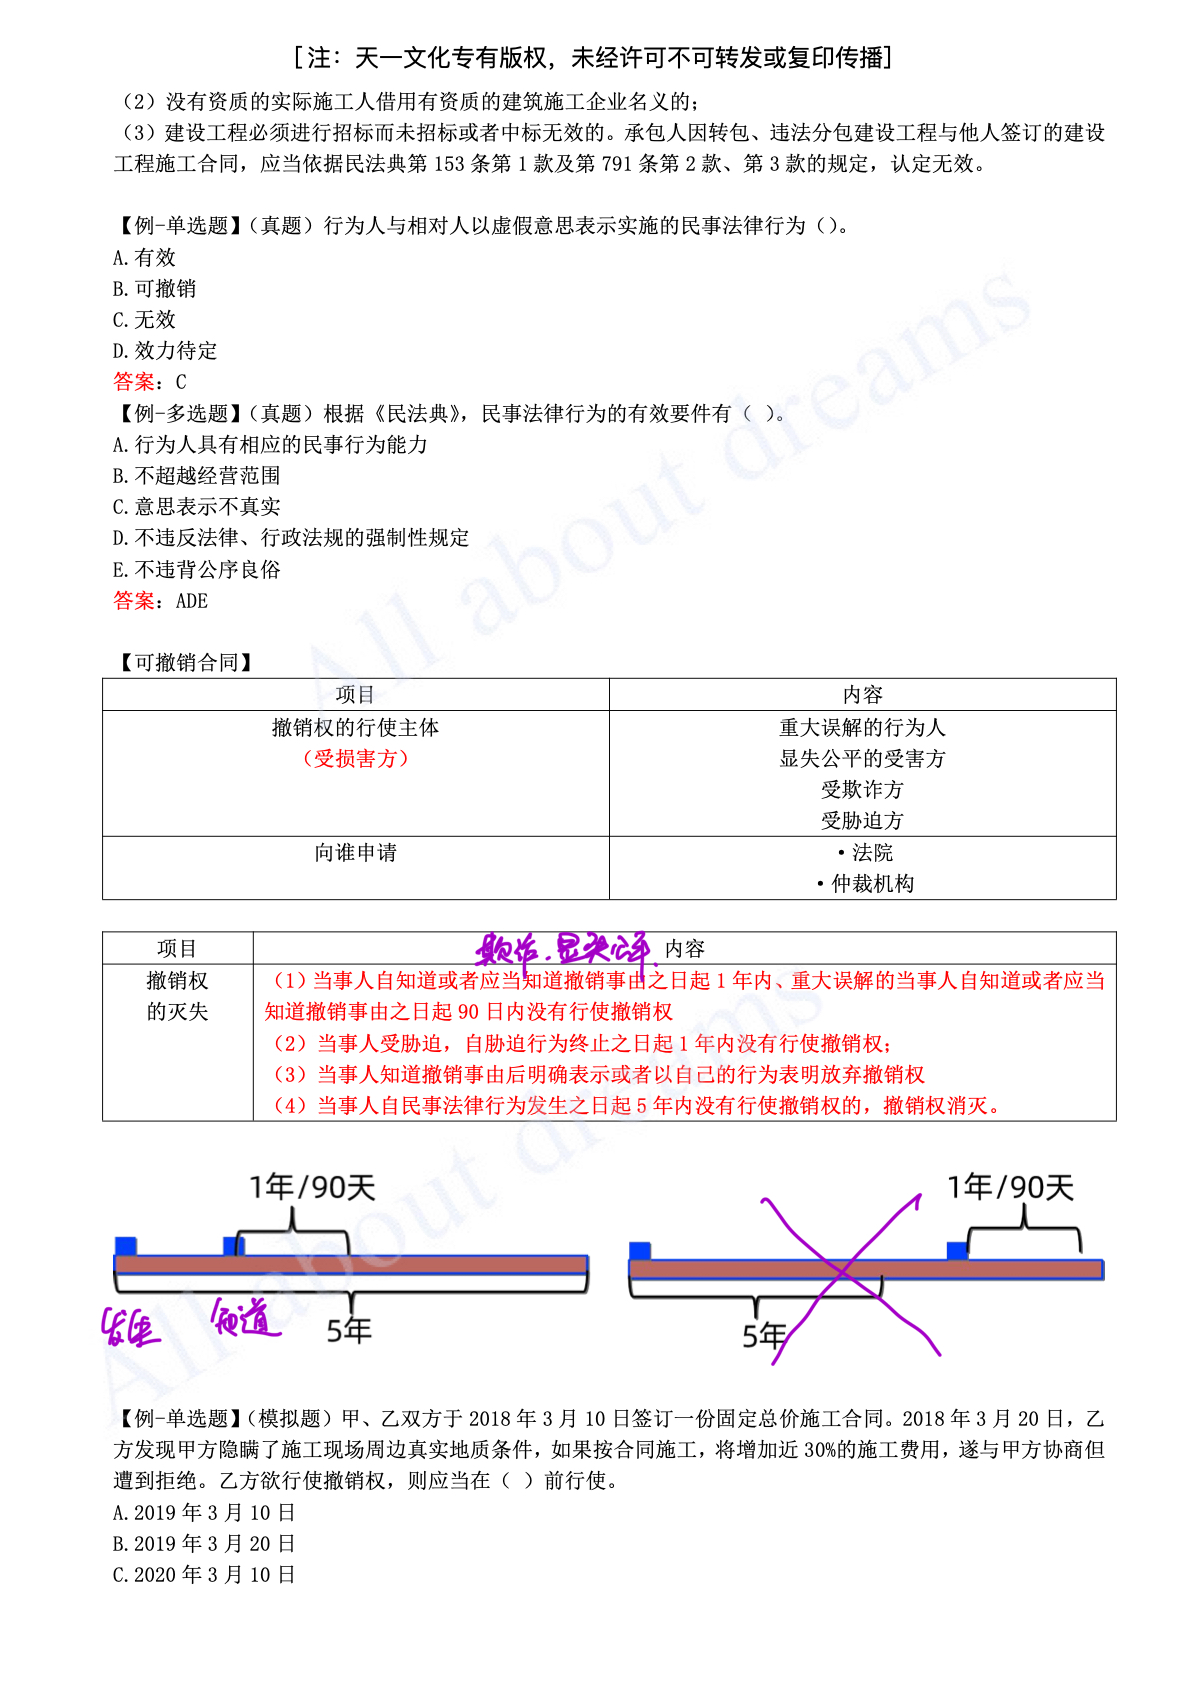 [注：天一文化专有版权，未经许可不可转发或复印传播]
（2）没有资质的实际施工人借用有资质的建筑施工企业名义的；
（3）建设工程必须进行招标而未招标或者中标无效的。承包人因转包、违法分包建设工程与他人签订的建设
工程施工合同，应当依据民法典第 153 条第 1 款及第 791 条第 2 款、第 3 款的规定，认定无效。
【例-单选题】（真题）行为人与相对人以虚假意思表示实施的民事法律行为（）。
A.有效
B.可撤销
C.无效
D.效力待定
答案：C
【例-多选题】（真题）根据《民法典》，民事法律行为的有效要件有（ ）。
A.行为人具有相应的民事行为能力
B.不超越经营范围
C.意思表示不真实
D.不违反法律、行政法规的强制性规定
E.不违背公序良俗
答案：ADE
【可撤销合同】
项目 内容
撤销权的行使主体 重大误解的行为人
（受损害方） 显失公平的受害方
受欺诈方
受胁迫方
向谁申请 ·法院
·仲裁机构
项目 欺诈.显失公平. 内容
撤销权 （1）当事人自知道或者应当知道撤销事由之日起 1 年内、重大误解的当事人自知道或者应当
的灭失 知道撤销事由之日起 90 日内没有行使撤销权
（2）当事人受胁迫，自胁迫行为终止之日起 1 年内没有行使撤销权；
（3）当事人知道撤销事由后明确表示或者以自己的行为表明放弃撤销权
（4）当事人自民事法律行为发生之日起 5 年内没有行使撤销权的，撤销权消灭。
1年/90天 1年/90天
发生 知道 5年 5年
【例-单选题】（模拟题）甲、乙双方于 2018 年 3 月 10 日签订一份固定总价施工合同。2018 年 3 月 20 日，乙
方发现甲方隐瞒了施工现场周边真实地质条件，如果按合同施工，将增加近 30%的施工费用，遂与甲方协商但
遭到拒绝。乙方欲行使撤销权，则应当在（ ）前行使。
A.2019 年 3 月 10 日
B.2019 年 3 月 20 日
C.2020 年 3 月 10 日
All about dreams
All about dreams